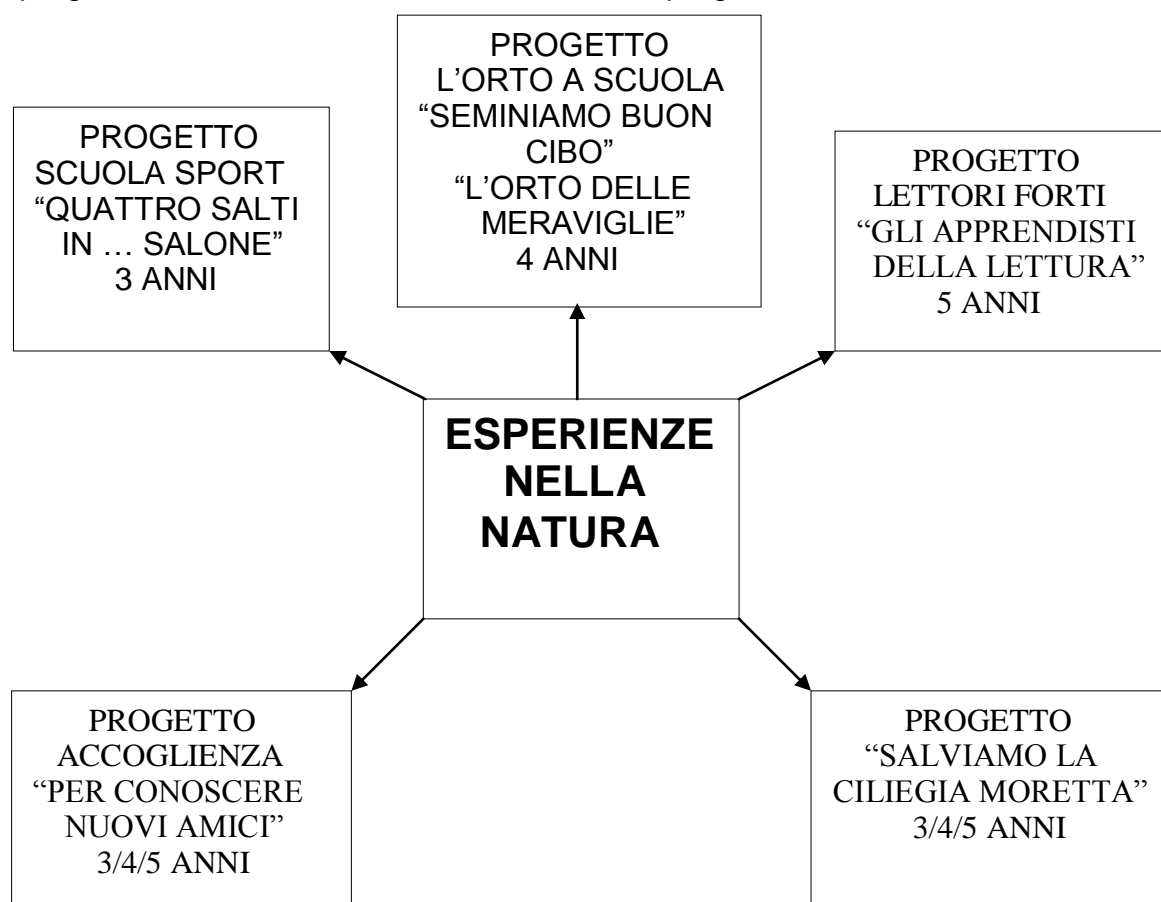 PROGETTO
L’ORTO A SCUOLA
“SEMINIAMO BUON
CIBO”
“L’ORTO DELLE
MERAVIGLIE”
4 ANNI
PROGETTO
SCUOLA SPORT
“QUATTRO SALTI
IN … SALONE”
3 ANNI
PROGETTO
LETTORI FORTI
“GLI APPRENDISTI
DELLA LETTURA”
5 ANNI
ESPERIENZE
NELLA
NATURA
PROGETTO
ACCOGLIENZA
“PER CONOSCERE
NUOVI AMICI”
3/4/5 ANNI
PROGETTO
“SALVIAMO LA
CILIEGIA MORETTA”
3/4/5 ANNI